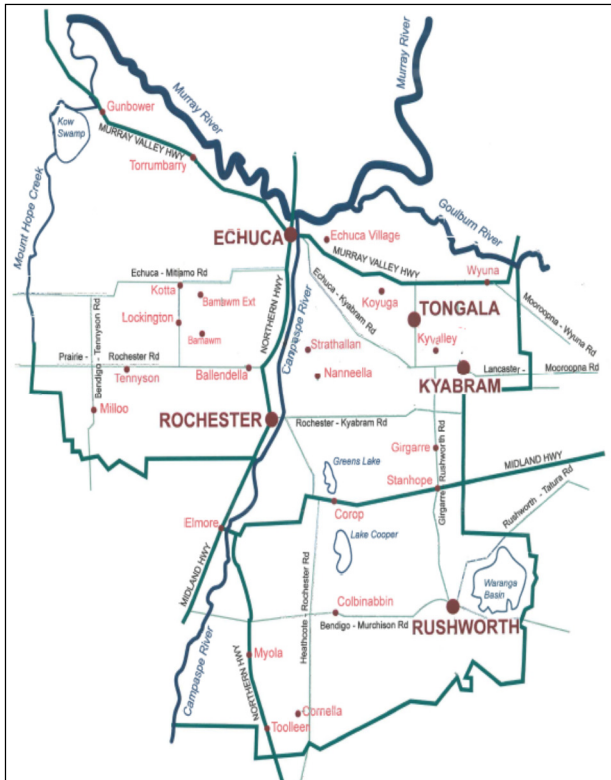 Murray River
Murray River
Gunbower
Kow
Swamp
MURRAY VALLEY HWY
Torrumbarry
Mount Hope Creek
Goulburn River
ECHUCA
Echuca Village
MURRAY VALLEY HWY
Wyuna
Echuca - Mitiamo Rd
Kotta
Bamawm Ext
Koyuga
Echuca - Kyabram Rd
Mooroopna - Wyuna Rd
TONGALA
Lockington
Bamawm
NORTHERN HWY
Campaspe River
Bendigo - Tennyson Rd
Strathallan
Kyvalley
Prairie - Rochester Rd
Tennyson
Ballendella
Nanneella
KYABRAM
Lancaster - Mooroopna Rd
Milloo
ROCHESTER
Rochester - Kyabram Rd
Girgarre
Girgarre - Rushworth Rd
Greens Lake
MIDLAND HWY
Stanhope
Rushworth - Tatura Rd
Elmore
Corop
Lake Cooper
MIDLAND HWY
Heathcote - Rochester Rd
Waranga
Basin
Colbinabbin
RUSHWORTH
Bendigo - Murchison Rd
Campaspe River
Myola
NORTHERN HWY
Cornella
Toolleen